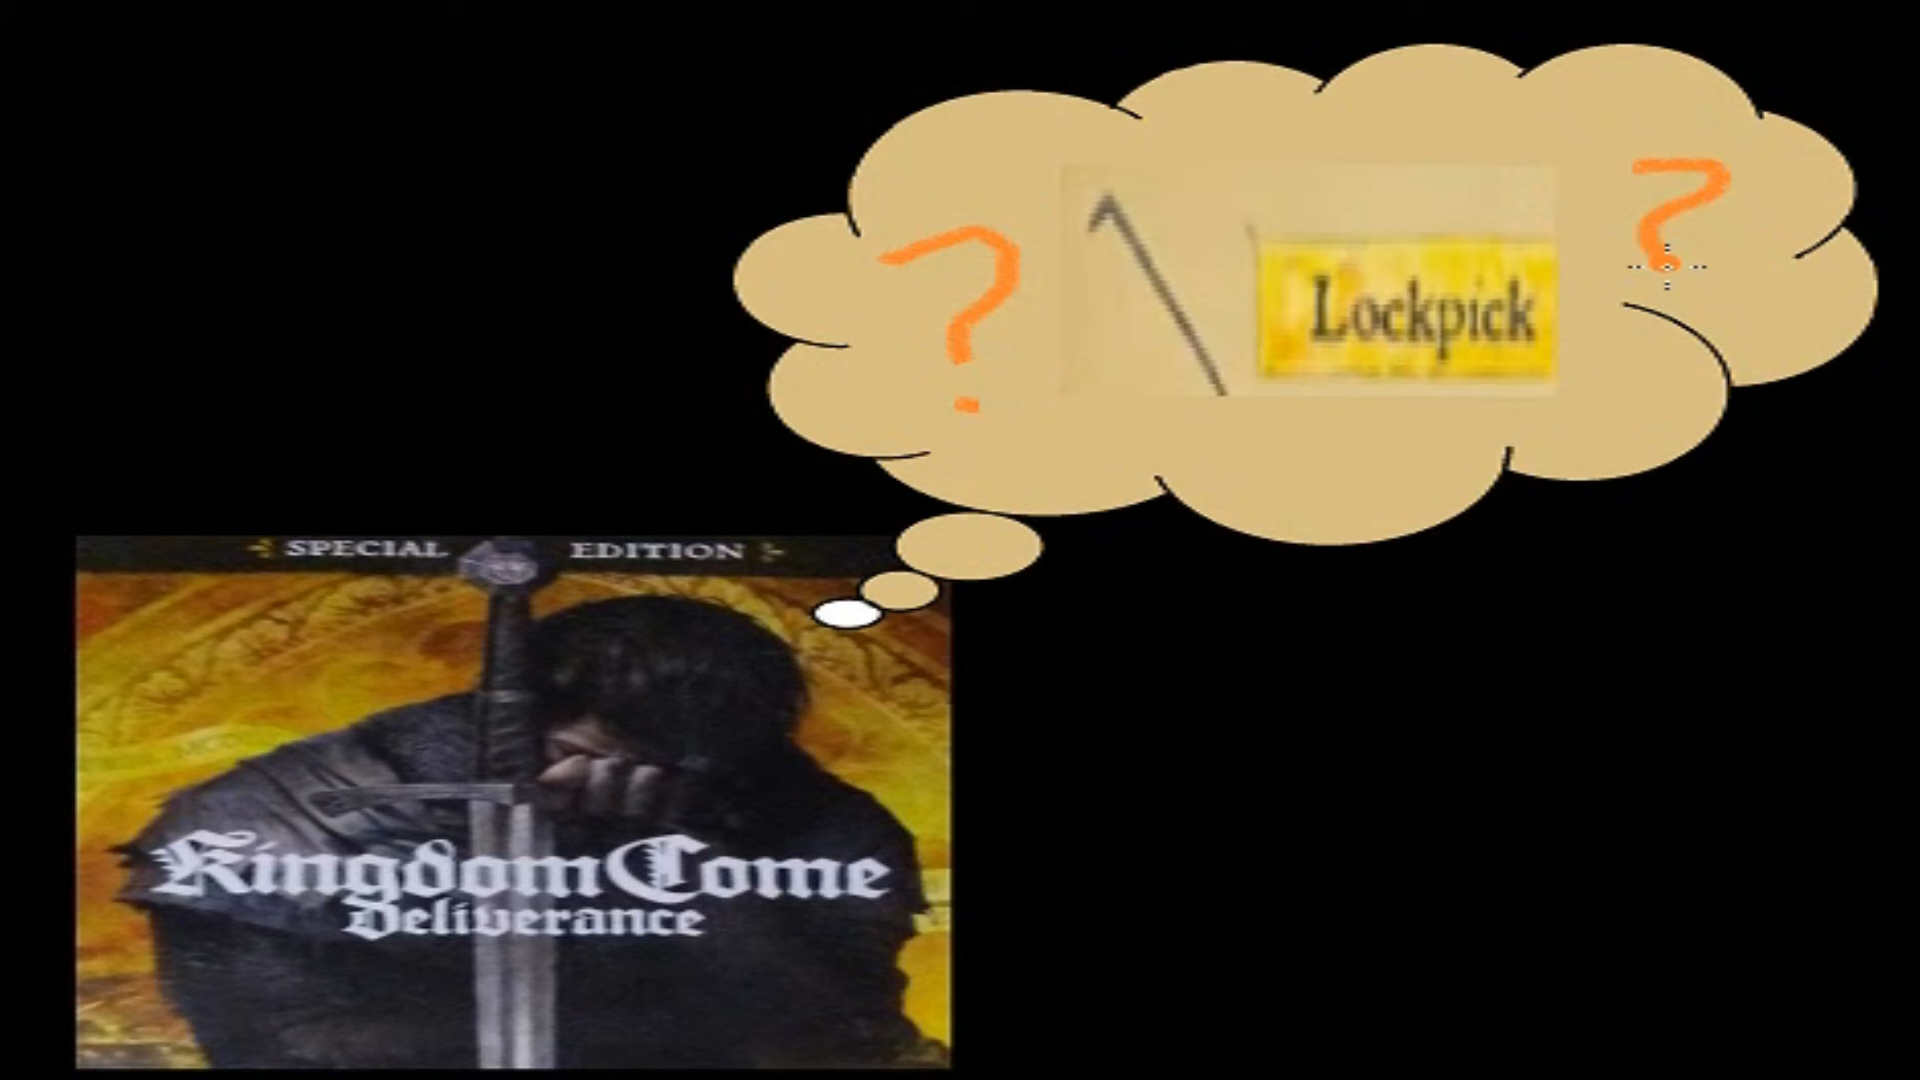 ?
?
Lockpick
SPECIAL EDITION
Kingdom Come
Deliverance